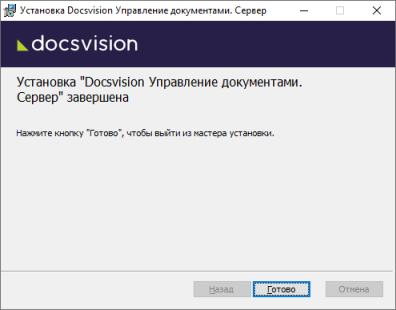 Установка Docsvision Управление документами. Сервер
docsvision
Установка "Docsvision Управление документами.
Сервер" завершена
Нажмите кнопку "Готово", чтобы выйти из мастера установки.
Назад
Готово
Отмена